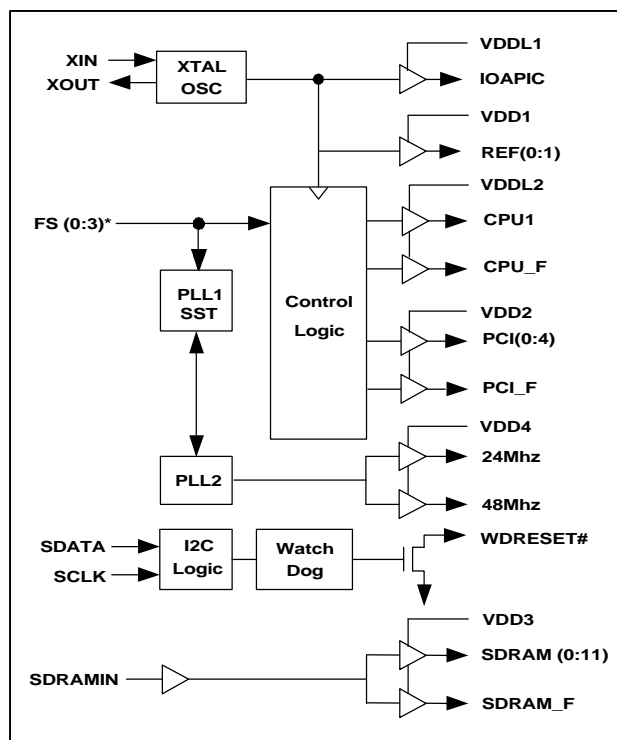 XIN
XOUT
XTAL
OSC
VDDL1
IOAPIC
VDD1
REF(0:1)
FS (0:3)*
VDDL2
CPU1
CPU_F
PLL1
SST
Control
Logic
VDD2
PCI(0:4)
PCI_F
PLL2
VDD4
24Mhz
48Mhz
SDATA
SCLK
I2C
Logic
Watch
Dog
WDRESET#
SDRAMIN
VDD3
SDRAM (0:11)
SDRAM_F